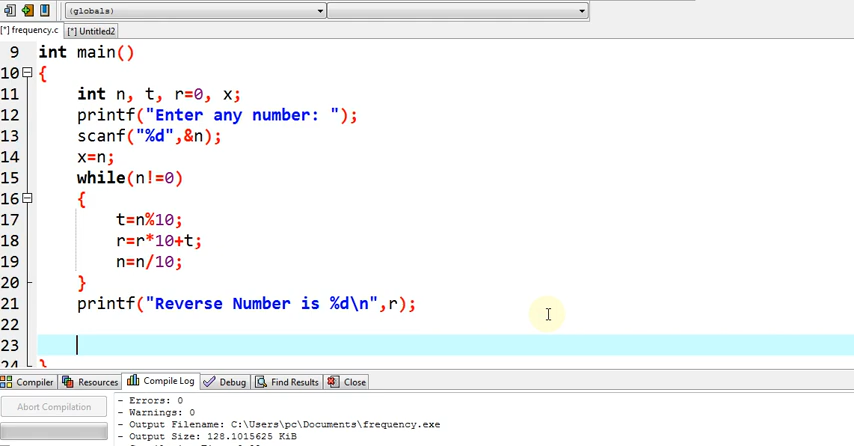 (globals)
[*] frequency.c [*] Untitled2
9 int main()
10 {
11 int n, t, r=0, x;
12 printf("Enter any number: ");
13 scanf("%d",&n);
14 x=n;
15 while(n!=0)
16 {
17 t=n%10;
18 r=r*10+t;
19 n=n/10;
20 }
21 printf("Reverse Number is %d\n",r);
22
23
24 }
Compiler Resources Compile Log Debug Find Results Close
Abort Compilation
- Errors: 0
- Warnings: 0
- Output Filename: C:\Users\pc\Documents\frequency.exe
- Output Size: 128.1015625 KiB